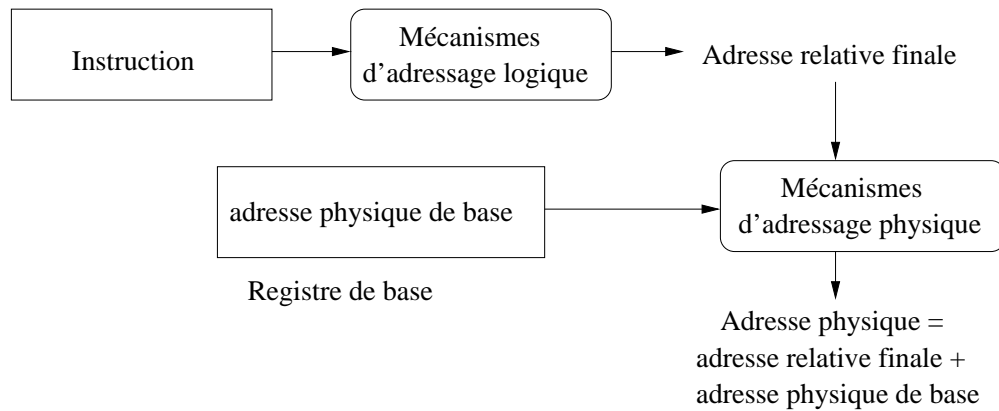 Instruction
Mécanismes
d'adressage logique
Adresse relative finale
adresse physique de base
Registre de base
Mécanismes
d'adressage physique
Adresse physique =
adresse relative finale +
adresse physique de base